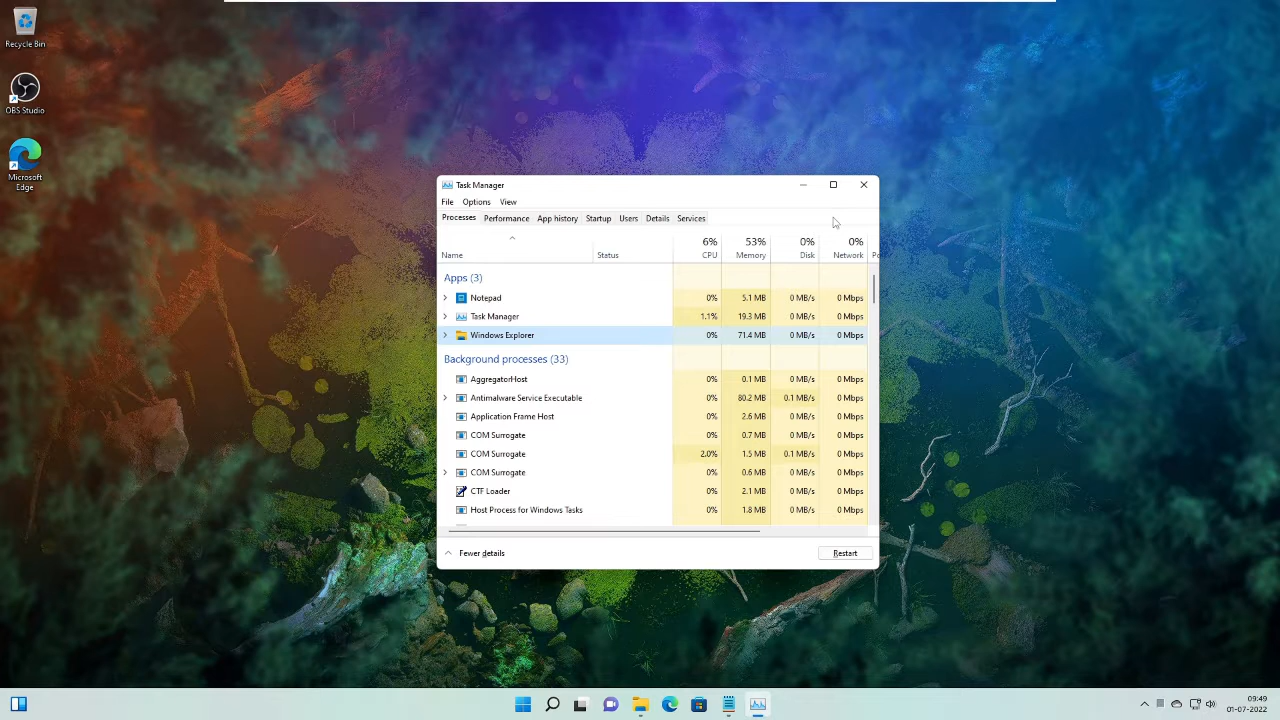 Recycle Bin
OBS Studio
Microsoft
Edge
Task Manager
File Options View
Processes Performance App history Startup Users Details Services
6% 53% 0% 0%
Name Status CPU Memory Disk Network Po
Apps (3)
Notepad 0% 5.1 MB 0 MB/s 0 Mbps
Task Manager 1.1% 19.3 MB 0 MB/s 0 Mbps
Windows Explorer 0% 71.4 MB 0 MB/s 0 Mbps
Background processes (33)
AggregatorHost 0% 0.1 MB 0 MB/s 0 Mbps
Antimalware Service Executable 0% 80.2 MB 0.1 MB/s 0 Mbps
Application Frame Host 0% 2.6 MB 0 MB/s 0 Mbps
COM Surrogate 0% 0.7 MB 0 MB/s 0 Mbps
COM Surrogate 2.0% 1.5 MB 0.1 MB/s 0 Mbps
COM Surrogate 0% 0.6 MB 0 MB/s 0 Mbps
CTF Loader 0% 2.1 MB 0 MB/s 0 Mbps
Host Process for Windows Tasks 0% 1.8 MB 0 MB/s 0 Mbps
Fewer details Restart
09:49
01-07-2022